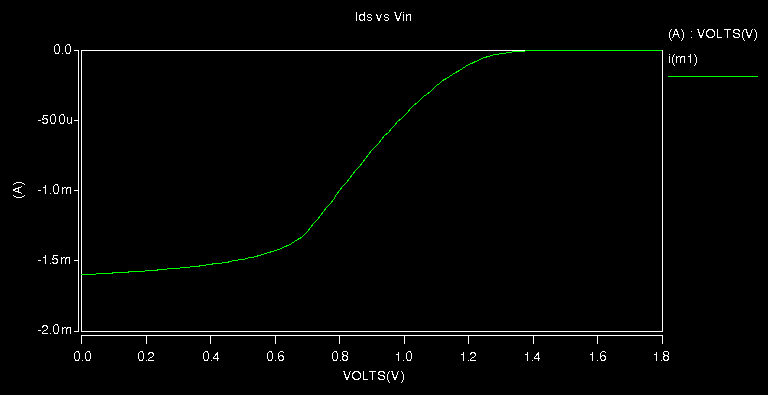 Ids vs Vin
(A) : VOLTS(V)
i(m1)
0.0
-500u
-1.0m
(A)
-1.5m
-2.0m
0.0 0.2 0.4 0.6 0.8 1.0 1.2 1.4 1.6 1.8
VOLTS(V)